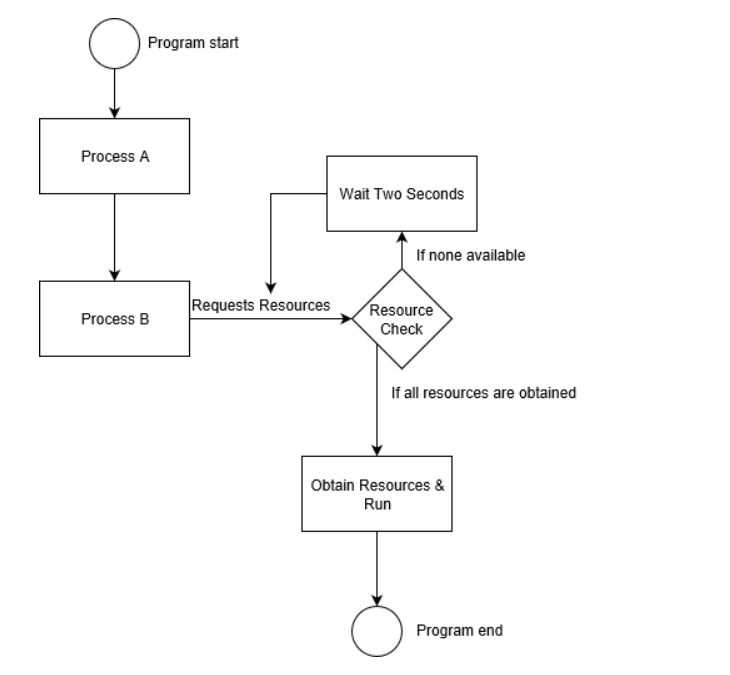 Program start
Process A
Wait Two Seconds
If none available
Requests Resources
Resource
Check
Process B
If all resources are obtained
Obtain Resources &
Run
Program end